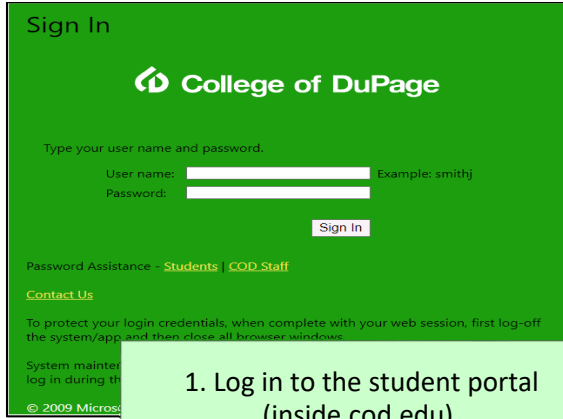 Sign In
College of DuPage
Type your user name and password.
User name: Example: smithj
Password:
Sign In
Password Assistance - Students | COD Staff
Contact Us
To protect your login credentials, when complete with your web session, first log-off
the system/app and then close all browser windows.
System
log in during
© 2009
1. Log in to the student portal
(inside.cod.edu)